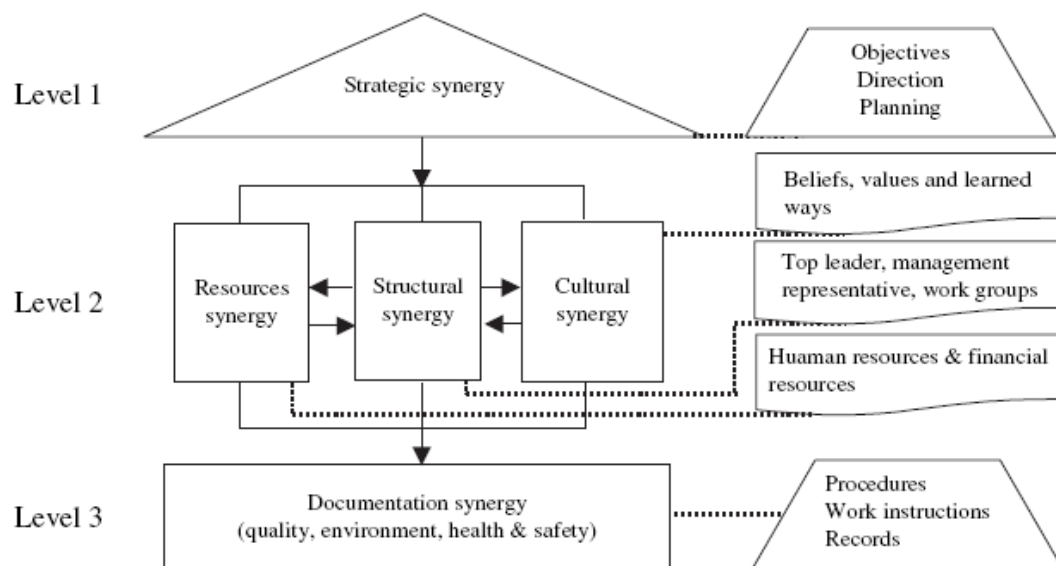 Level 1
Strategic synergy
Objectives
Direction
Planning
Level 2
Resources
synergy
Structural
synergy
Cultural
synergy
Beliefs, values and learned
ways
Top leader, management
representative, work groups
Huaman resources & financial
resources
Level 3
Documentation synergy
(quality, environment, health & safety)
Procedures
Work instructions
Records